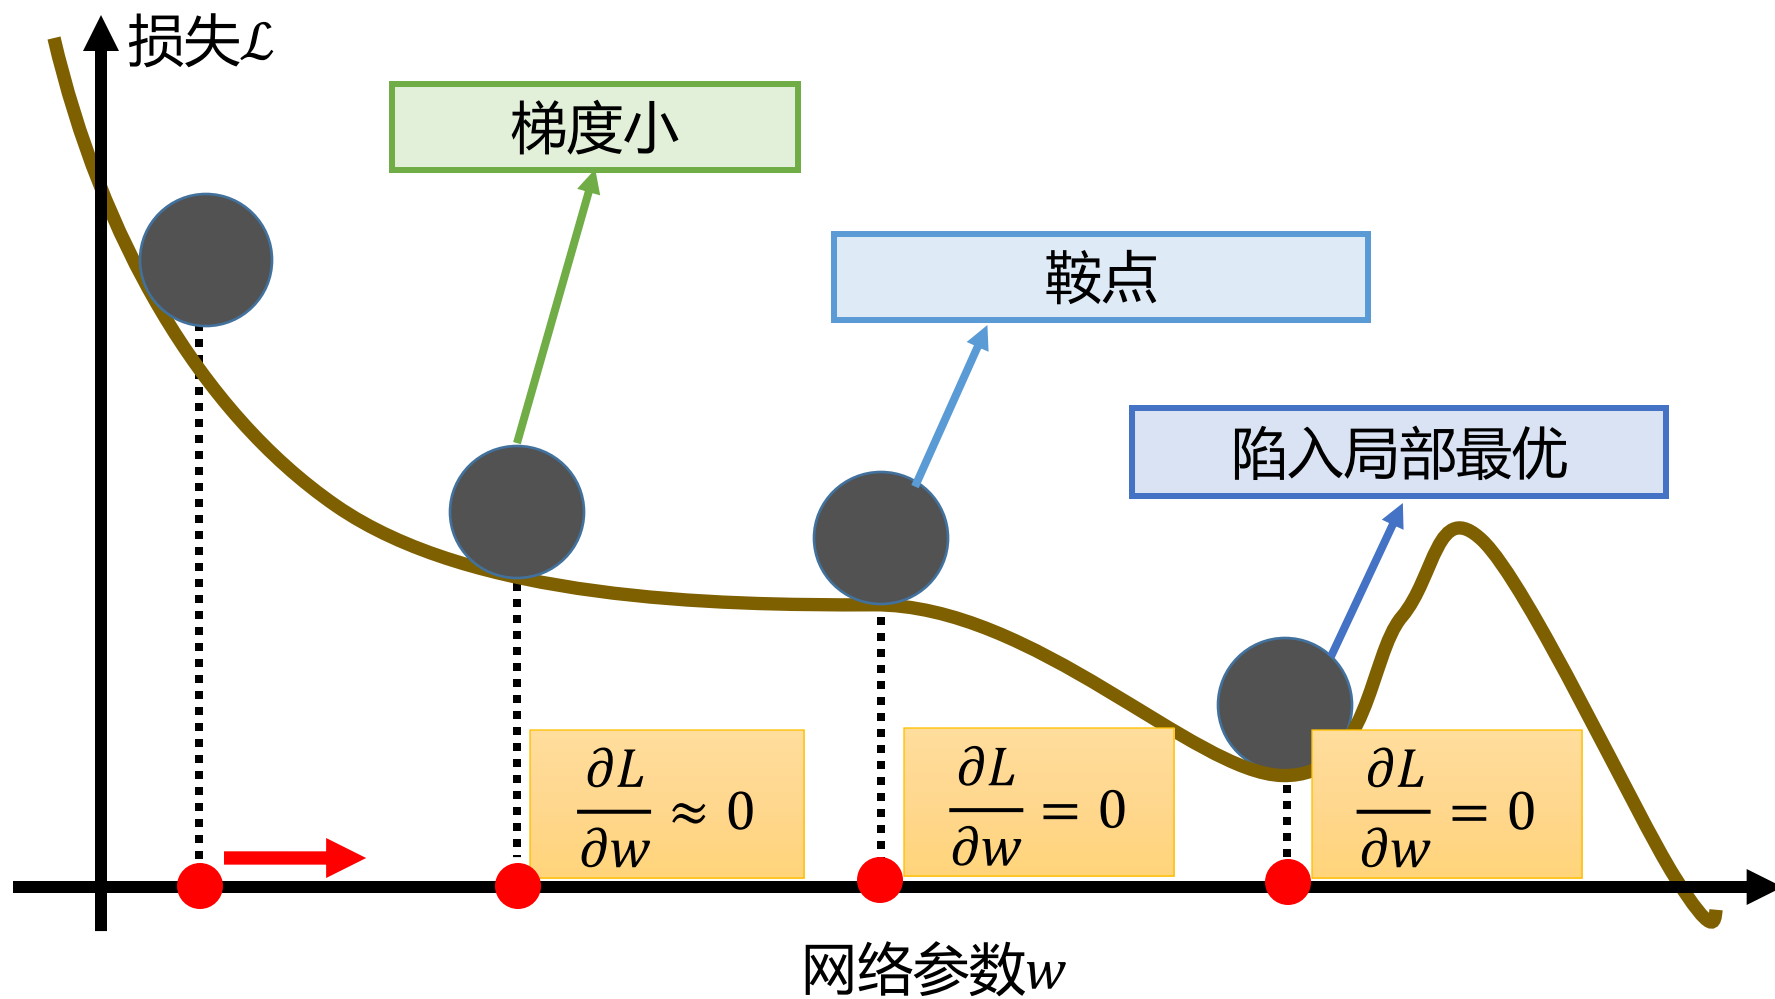 损失ℒ
梯度小
鞍点
陷入局部最优
∂L/∂w ≈ 0
∂L/∂w = 0
∂L/∂w = 0
网络参数w